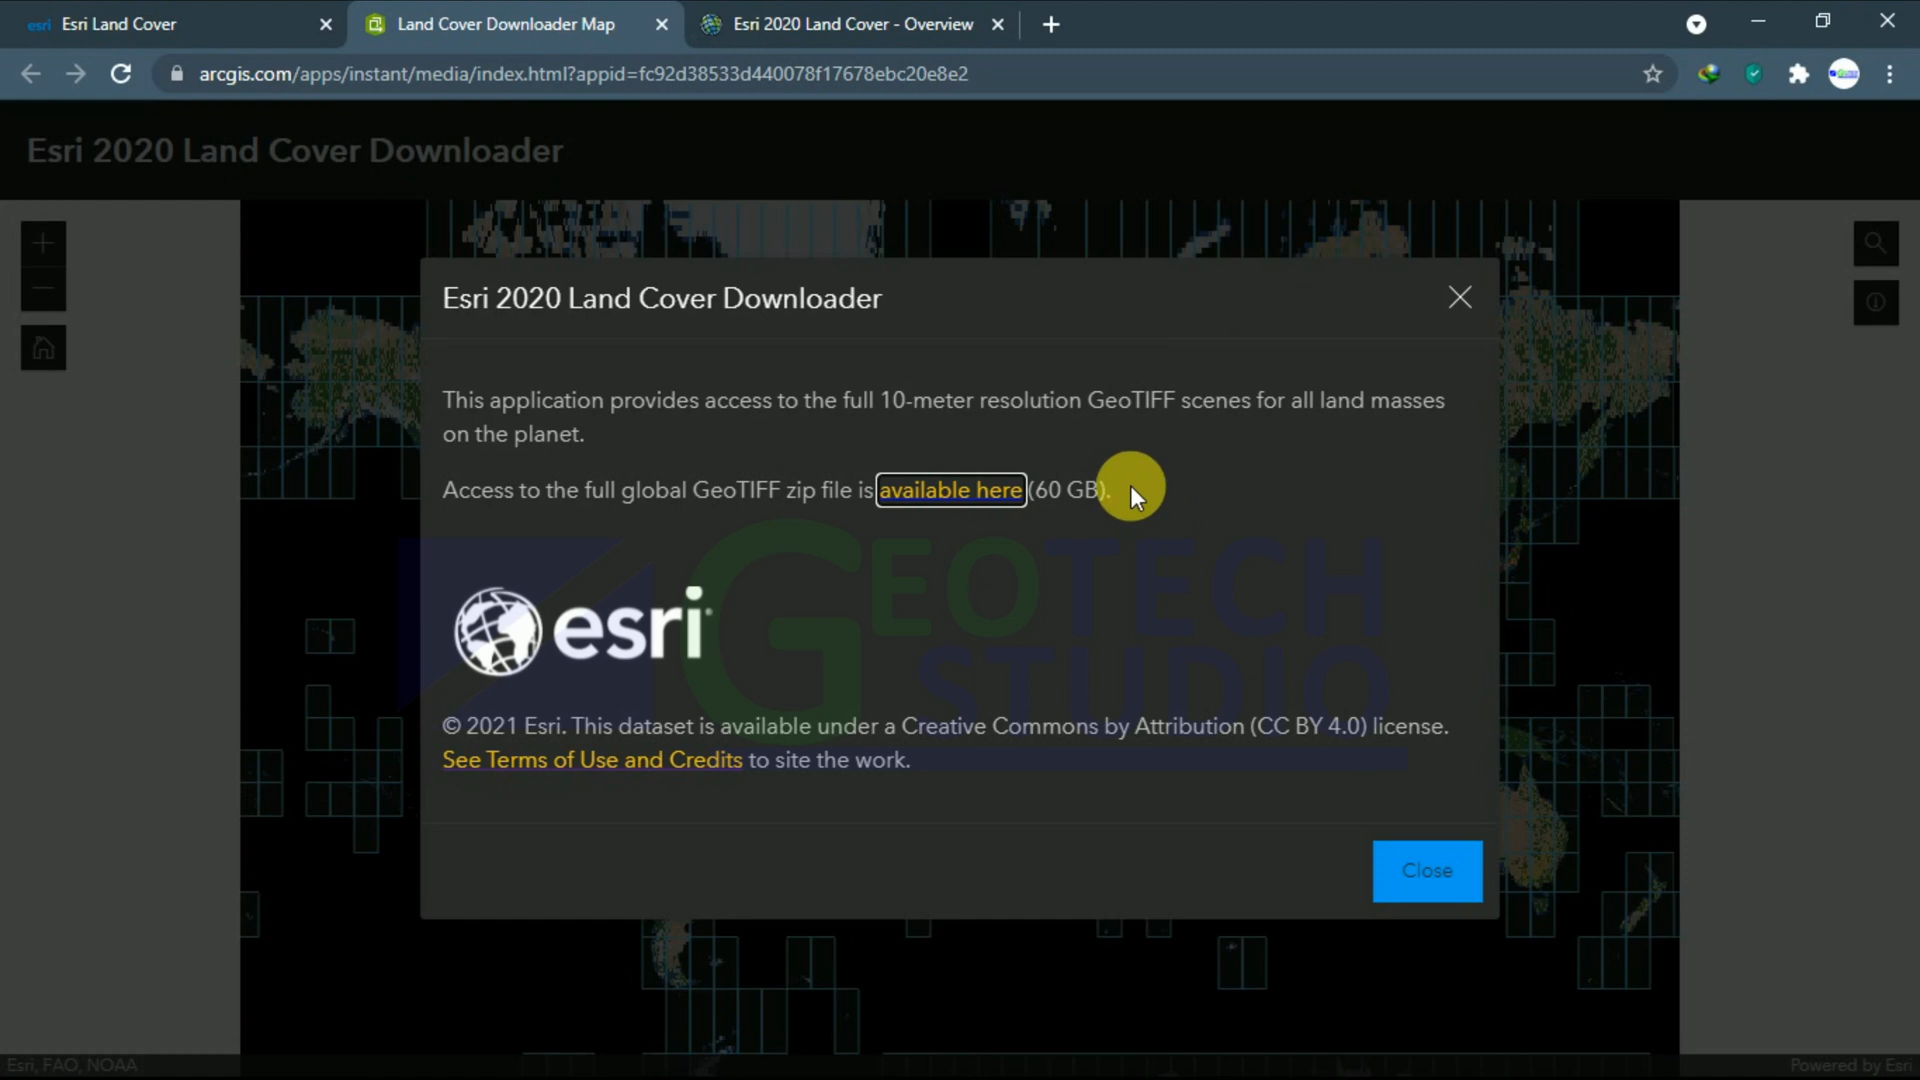 esri Esri Land Cover
Land Cover Downloader Map
Esri 2020 Land Cover - Overview
arcgis.com/apps/instant/media/index.html?appid=fc92d38533d440078f17678ebc20e8e2
Esri 2020 Land Cover Downloader
Esri 2020 Land Cover Downloader
This application provides access to the full 10-meter resolution GeoTIFF scenes for all land masses
on the planet.
Access to the full global GeoTIFF zip file is available here (60 GB).
GEOTECH
STUDIO
esri
© 2021 Esri. This dataset is available under a Creative Commons by Attribution (CC BY 4.0) license.
See Terms of Use and Credits to site the work.
Close
Esri, FAO, NOAA
Powered by Esri